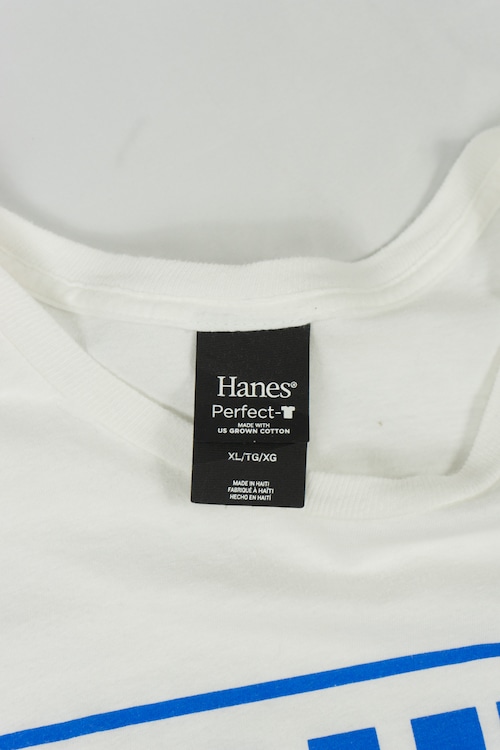 Hanes®
Perfect-
MADE WITH
US GROWN COTTON
XL/TG/XG
MADE IN HAITI
FABRIQUÉ À HAÏTI
HECHO EN HAITÍ